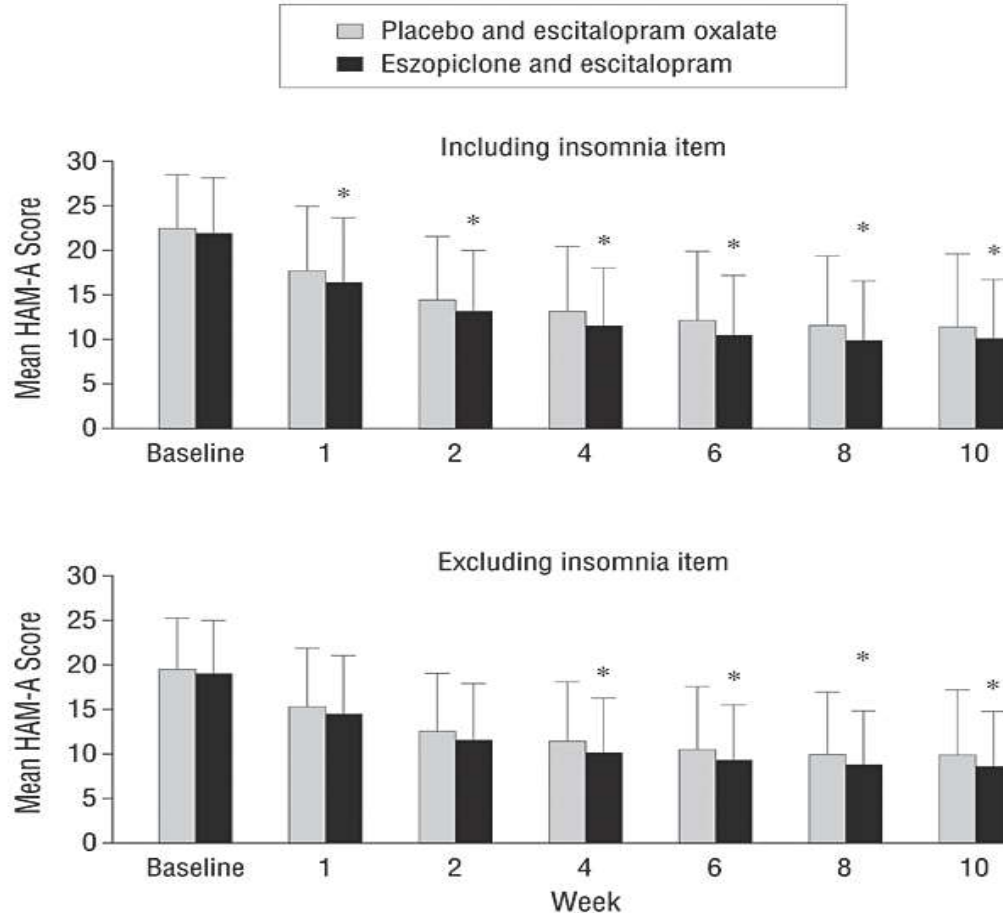 Placebo and escitalopram oxalate
Eszopiclone and escitalopram
Including insomnia item
Mean HAM-A Score
30
25
20
15
10
5
0
* * * * * *
Baseline 1 2 4 6 8 10
Excluding insomnia item
Mean HAM-A Score
30
25
20
15
10
5
0
* * * *
Baseline 1 2 4 6 8 10
Week